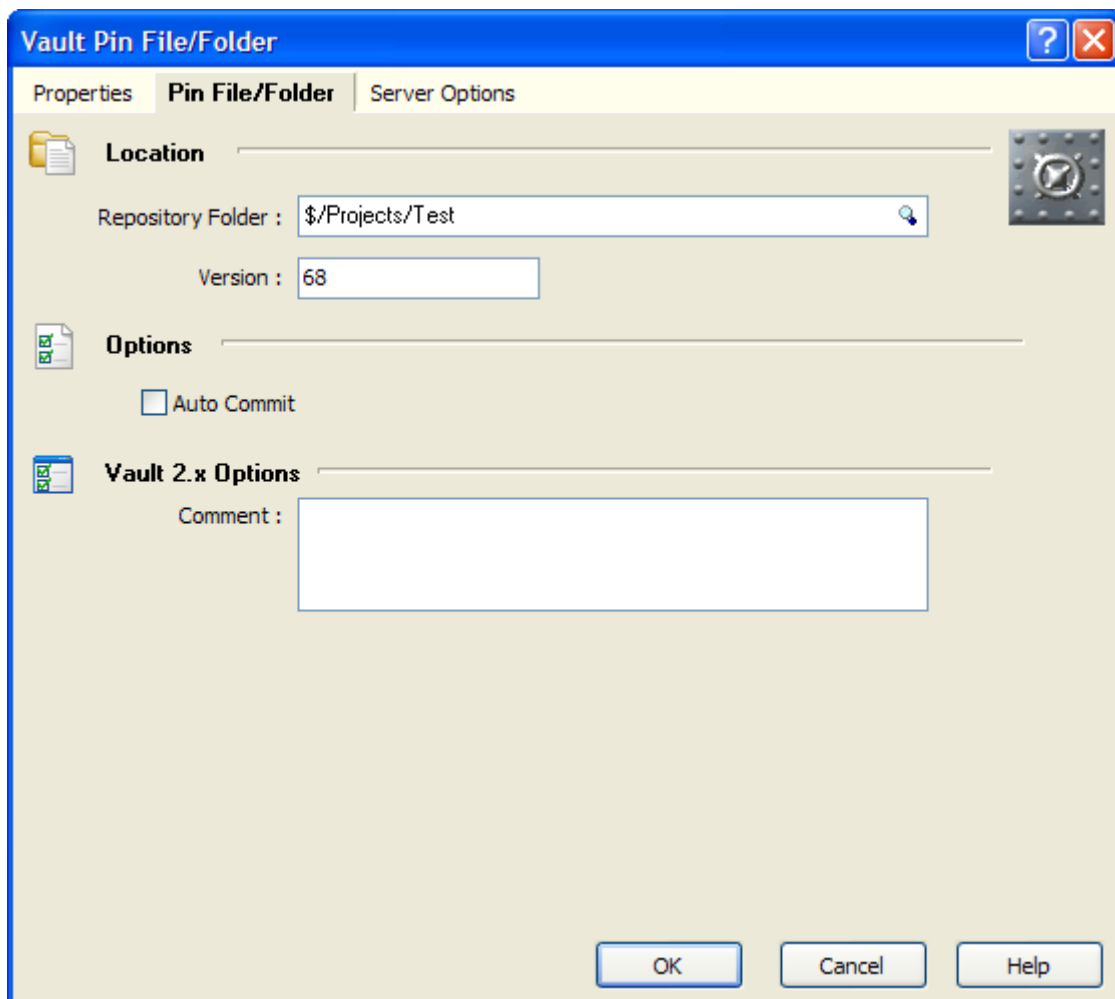 Vault Pin File/Folder
Properties Pin File/Folder Server Options
Location
Repository Folder : $/Projects/Test
Version : 68
Options
Auto Commit
Vault 2.x Options
Comment :
OK Cancel Help